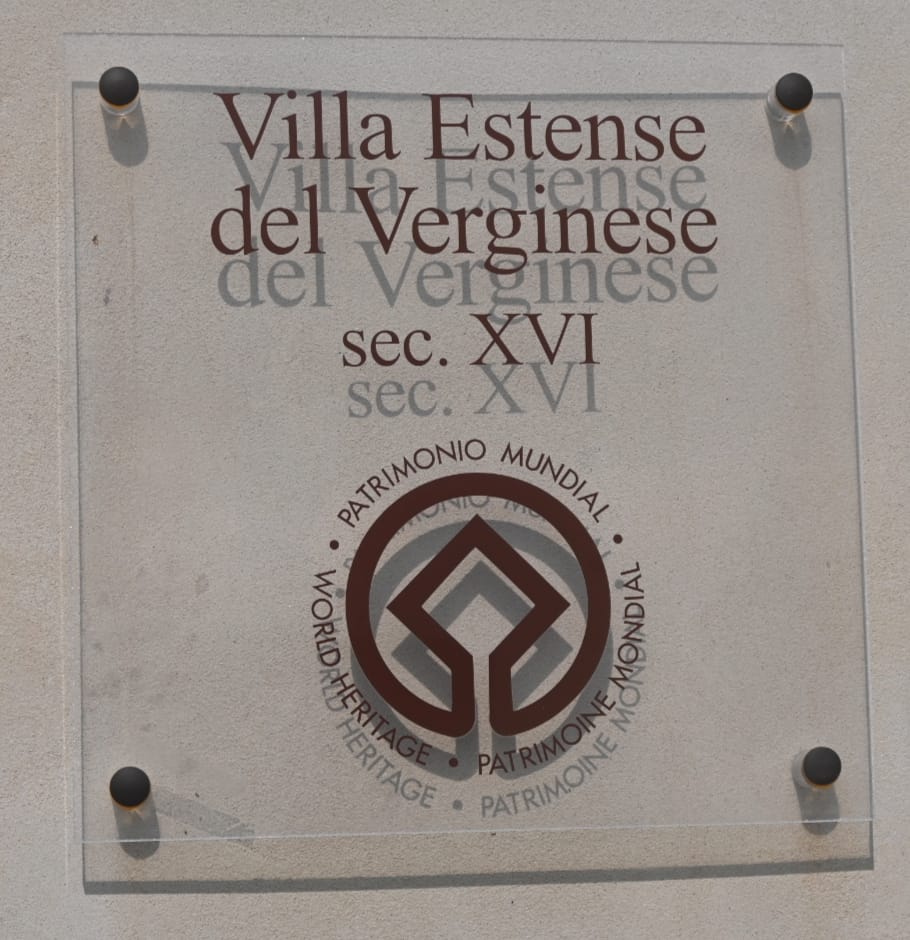 Villa Estense
del Verginese
sec. XVI
PATRIMONIO MUNDIAL •
WORLD HERITAGE •
PATRIMOINE MONDIAL •